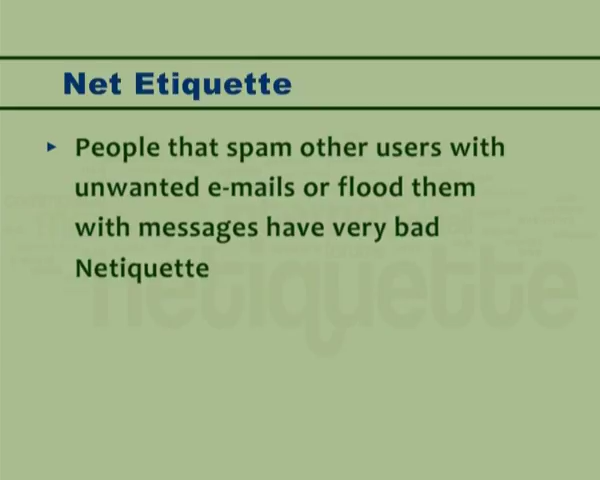 Net Etiquette
People that spam other users with
unwanted e-mails or flood them
with messages have very bad
Netiquette
netiquette